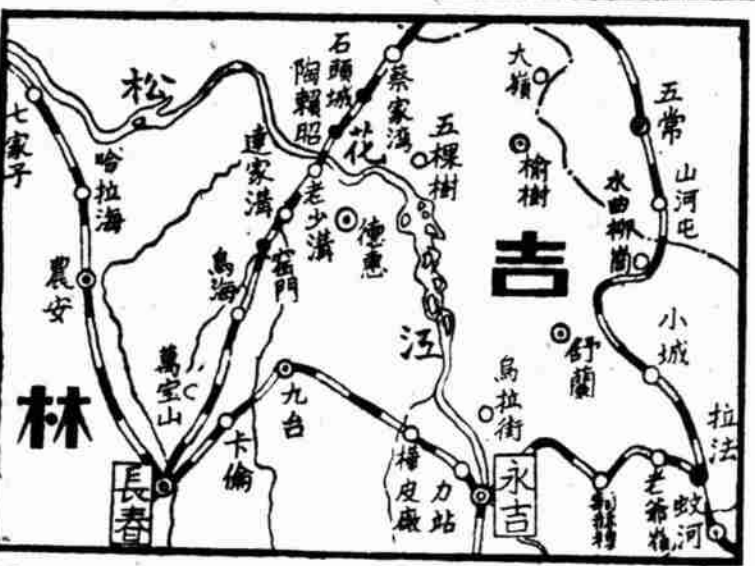 七家子
哈拉海
農安
林
松
花
江
吉
石頭城
陶賴昭
蔡家溝
五棵樹
大嶺
榆樹
五常
山河屯
水曲柳崗
達家溝
老少溝
德惠
窰門
烏海
萬宝山
舒蘭
小城
烏拉街
九台
卡倫
樺皮廠
力站
長春
永吉
老爺嶺
拉法
蛟河